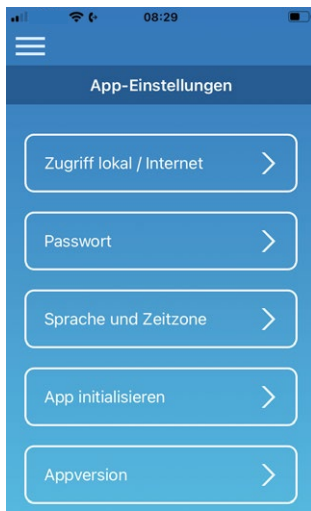 08:29
App-Einstellungen
Zugriff lokal / Internet
Passwort
Sprache und Zeitzone
App initialisieren
Appversion